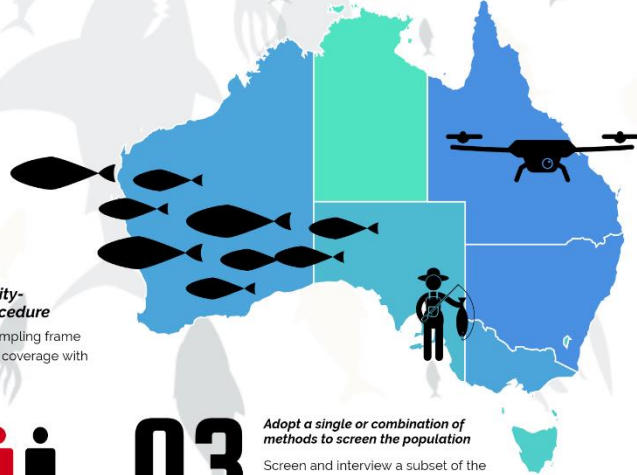 ity-
cedure
mpling frame
coverage with
03
Adopt a single or combination of
methods to screen the population
Screen and interview a subset of the